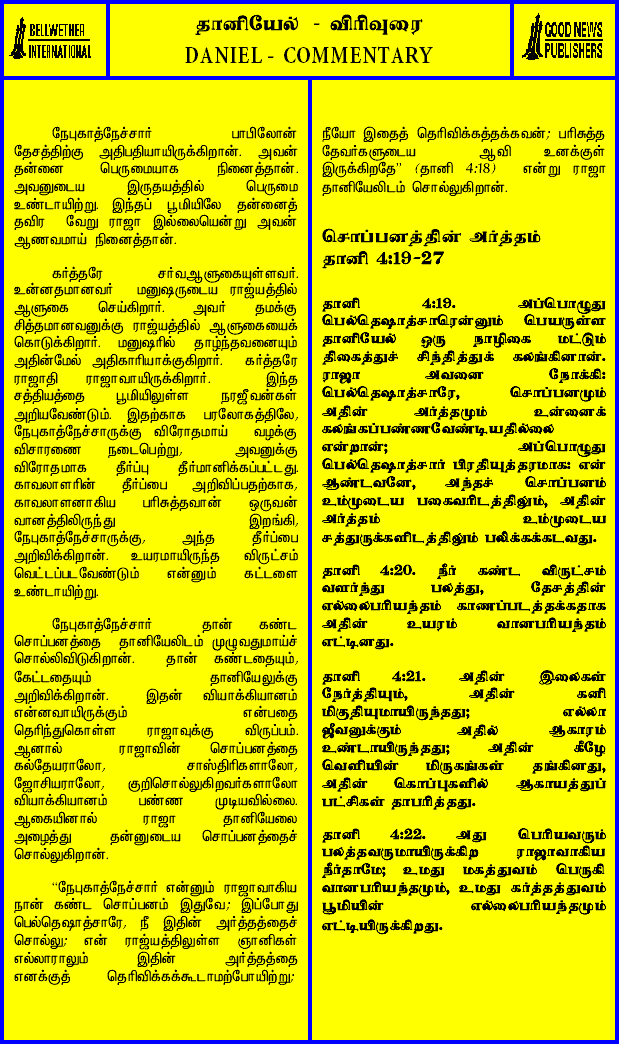 BELLWETHER
INTERNATIONAL
தானியேல் - விரிவுரை
DANIEL - COMMENTARY
GOOD NEWS
PUBLISHERS
நேபுகாத்நேச்சார் பாபிலோன்
தேசத்திற்கு அதிபதியாயிருக்கிறான். அவன்
தன்னை பெருமையாக நினைத்தான்.
அவனுடைய இருதயத்தில் பெருமை
உண்டாயிற்று. இந்தப் பூமியிலே தன்னைத்
தவிர வேறு ராஜா இல்லையென்று அவன்
ஆணவமாய் நினைத்தான்.
கர்த்தரே சர்வஆளுகையுள்ளவர்.
உன்னதமானவர் மனுஷருடைய ராஜ்யத்தில்
ஆளுகை செய்கிறார். அவர் தமக்கு
சித்தமானவனுக்கு ராஜ்யத்தில் ஆளுகையைக்
கொடுக்கிறார். மனுஷரில் தாழ்ந்தவனையும்
அதின்மேல் அதிகாரியாக்குகிறார். கர்த்தரே
ராஜாதி ராஜாவாயிருக்கிறார். இந்த
சத்தியத்தை பூமியிலுள்ள நரஜீவன்கள்
அறியவேண்டும். இதற்காக பரலோகத்திலே,
நேபுகாத்நேச்சாருக்கு விரோதமாய் வழக்கு
விசாரணை நடைபெற்று, அவனுக்கு
விரோதமாக தீர்ப்பு தீர்மானிக்கப்பட்டது.
காவலாளரின் தீர்ப்பை அறிவிப்பதற்காக,
காவலாளனாகிய பரிசுத்தவான் ஒருவன்
வானத்திலிருந்து இறங்கி,
நேபுகாத்நேச்சாருக்கு, அந்த தீர்ப்பை
அறிவிக்கிறான். உயரமாயிருந்த விருட்சம்
வெட்டப்படவேண்டும் என்னும் கட்டளை
உண்டாயிற்று.
நேபுகாத்நேச்சார் தான் கண்ட
சொப்பனத்தை தானியேலிடம் முழுவதுமாய்ச்
சொல்லிவிடுகிறான். தான் கண்டதையும்,
கேட்டதையும் தானியேலுக்கு
அறிவிக்கிறான். இதன் வியாக்கியானம்
என்னவாயிருக்கும் என்பதை
தெரிந்துகொள்ள ராஜாவுக்கு விருப்பம்.
ஆனால் ராஜாவின் சொப்பனத்தை
கல்தேயராலோ, சாஸ்திரிகளாலோ,
ஜோசியராலோ, குறிசொல்லுகிறவர்களாலோ
வியாக்கியானம் பண்ண முடியவில்லை.
ஆகையினால் ராஜா தானியேலை
அழைத்து தன்னுடைய சொப்பனத்தைச்
சொல்லுகிறான்.
“நேபுகாத்நேச்சார் என்னும் ராஜாவாகிய
நான் கண்ட சொப்பனம் இதுவே; இப்போது
பெல்தெஷாத்சாரே, நீ இதின் அர்த்தத்தைச்
சொல்லு; என் ராஜ்யத்திலுள்ள ஞானிகள்
எல்லாராலும் இதின் அர்த்தத்தை
எனக்குத் தெரிவிக்கக்கூடாமற்போயிற்று;
நீயோ இதைத் தெரிவிக்கத்தக்கவன்; பரிசுத்த
தேவர்களுடைய ஆவி உனக்குள்
இருக்கிறதே” (தானி 4:18) என்று ராஜா
தானியேலிடம் சொல்லுகிறான்.
சொப்பனத்தின் அர்த்தம்
தானி 4:19-27
தானி 4:19. அப்பொழுது
பெல்தெஷாத்சாரென்னும் பெயருள்ள
தானியேல் ஒரு நாழிகை மட்டும்
திகைத்துச் சிந்தித்துக் கலங்கினான்.
ராஜா அவனை நோக்கி:
பெல்தெஷாத்சாரே, சொப்பனமும்
அதின் அர்த்தமும் உன்னைக்
கலங்கப்பண்ணவேண்டியதில்லை
என்றான்; அப்பொழுது
பெல்தெஷாத்சார் பிரதியுத்தரமாக: என்
ஆண்டவனே, அந்தச் சொப்பனம்
உம்முடைய பகைவரிடத்திலும், அதின்
அர்த்தம் உம்முடைய
சத்துருக்களிடத்திலும் பலிக்கக்கடவது.
தானி 4:20. நீர் கண்ட விருட்சம்
வளர்ந்து பலத்து, தேசத்தின்
எல்லைபரியந்தம் காணப்படத்தக்கதாக
அதின் உயரம் வானபரியந்தம்
எட்டினது.
தானி 4:21. அதின் இலைகள்
நேர்த்தியும், அதின் கனி
மிகுதியுமாயிருந்தது; எல்லா
ஜீவனுக்கும் அதில் ஆகாரம்
உண்டாயிருந்தது; அதின் கீழே
வெளியின் மிருகங்கள் தங்கினது,
அதின் கொப்புகளில் ஆகாயத்துப்
பட்சிகள் தாபரித்தது.
தானி 4:22. அது பெரியவரும்
பலத்தவருமாயிருக்கிற ராஜாவாகிய
நீர்தாமே; உமது மகத்துவம் பெருகி
வானபரியந்தமும், உமது கர்த்தத்துவம்
பூமியின் எல்லைபரியந்தமும்
எட்டியிருக்கிறது.